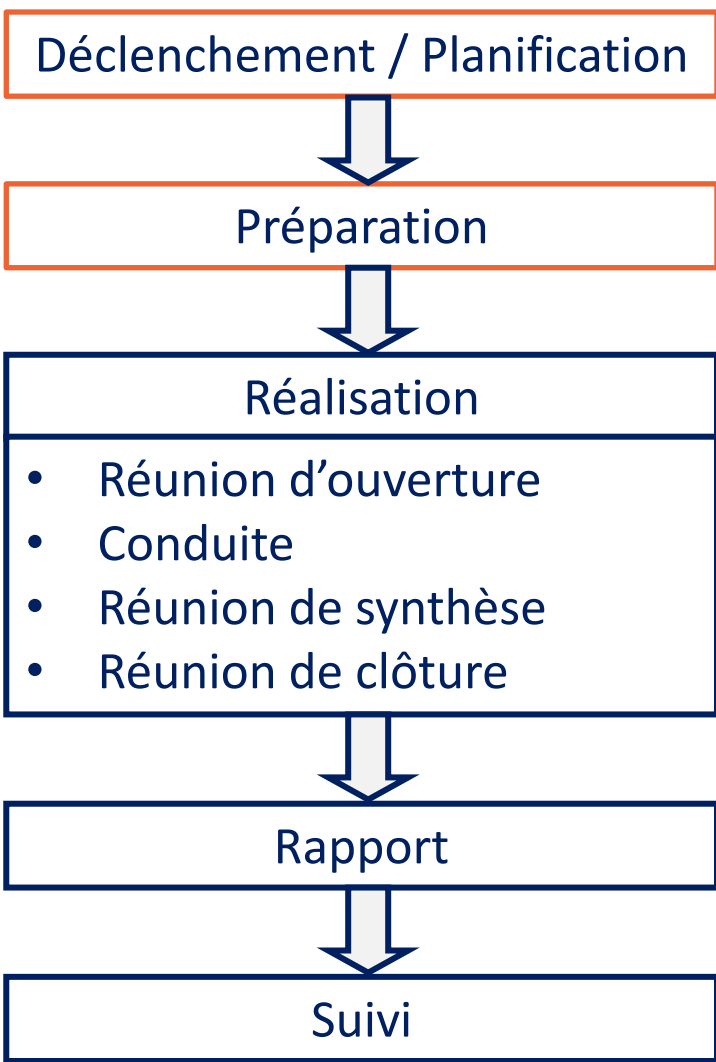 Déclenchement / Planification
Préparation
Réalisation
• Réunion d’ouverture
• Conduite
• Réunion de synthèse
• Réunion de clôture
Rapport
Suivi